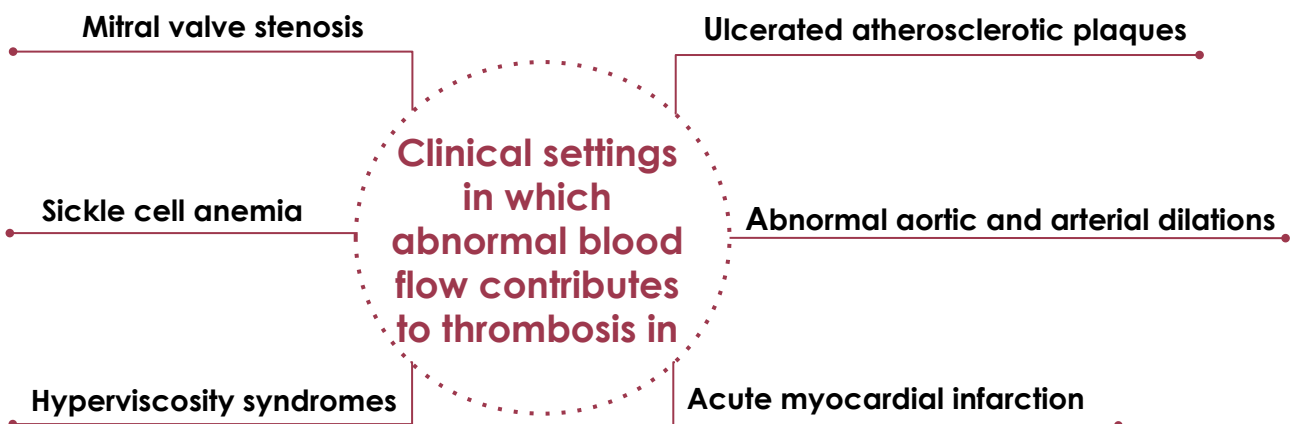 Mitral valve stenosis
Ulcerated atherosclerotic plaques
Clinical settings
in which
abnormal blood
flow contributes
to thrombosis in
Sickle cell anemia
Abnormal aortic and arterial dilations
Hyperviscosity syndromes
Acute myocardial infarction